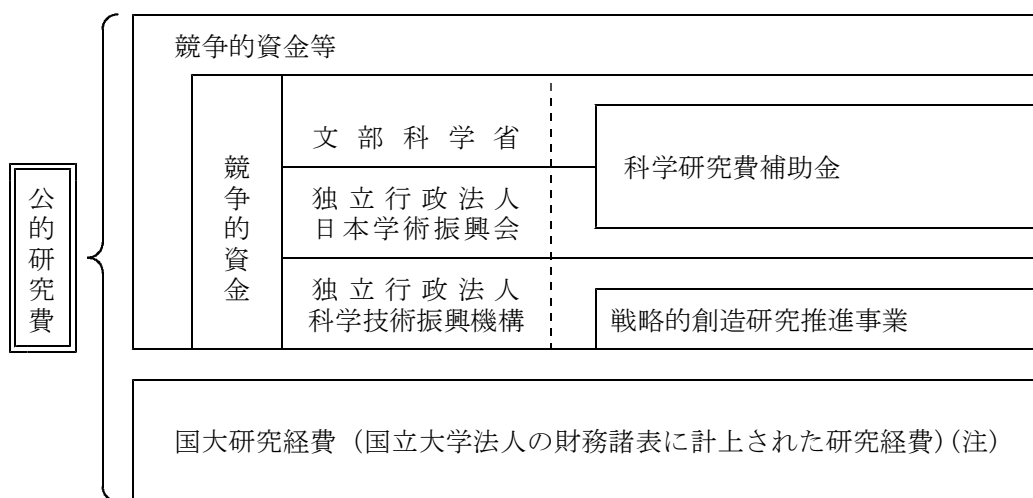 競争的資金等
公的研究費
競争的資金
文部科学省
独立行政法人
日本学術振興会
独立行政法人
科学技術振興機構
科学研究費補助金
戦略的創造研究推進事業
国大研究経費（国立大学法人の財務諸表に計上された研究経費）（注）